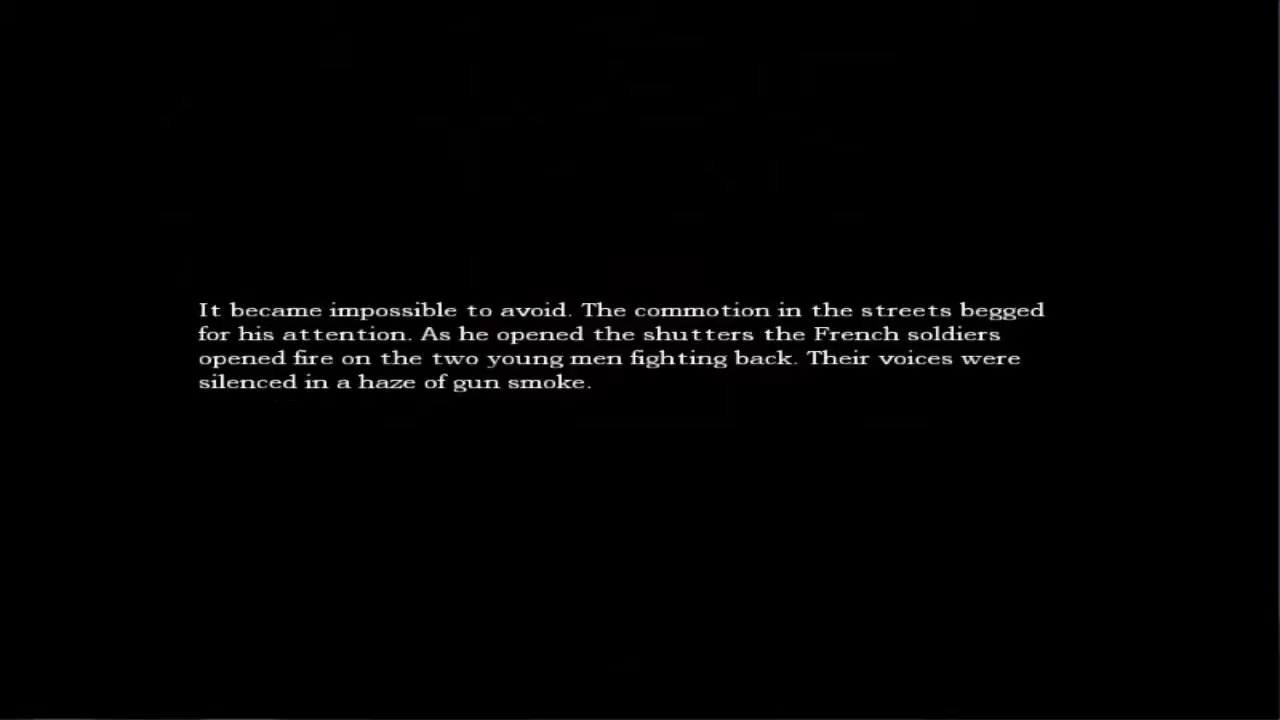 It became impossible to avoid. The commotion in the streets begged
for his attention. As he opened the shutters the French soldiers
opened fire on the two young men fighting back. Their voices were
silenced in a haze of gun smoke.